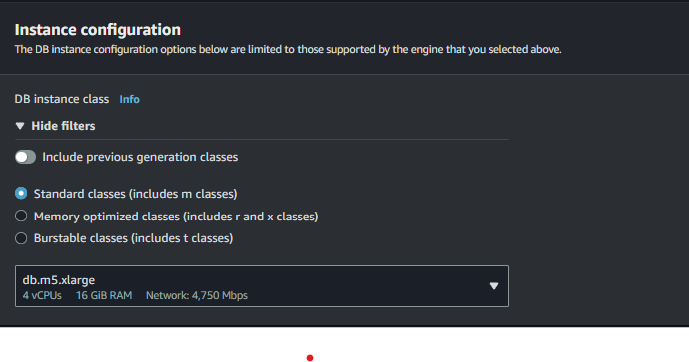 Instance configuration
The DB instance configuration options below are limited to those supported by the engine that you selected above.
DB instance class Info
Hide filters
Include previous generation classes
Standard classes (includes m classes)
Memory optimized classes (includes r and x classes)
Burstable classes (includes t classes)
db.m5.xlarge
4 vCPUs 16 GiB RAM Network: 4,750 Mbps